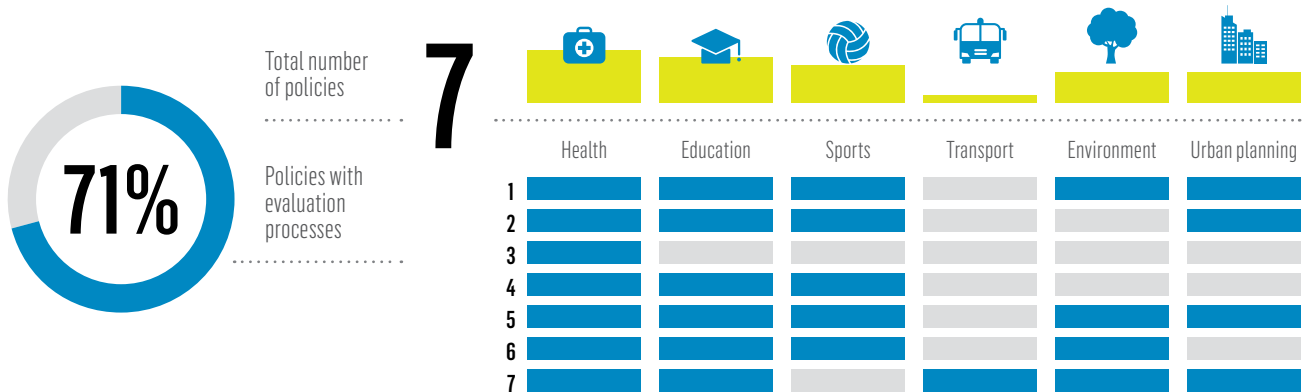 Total number
of policies
7
71%
Policies with
evaluation
processes
Health Education Sports Transport Environment Urban planning
1
2
3
4
5
6
7